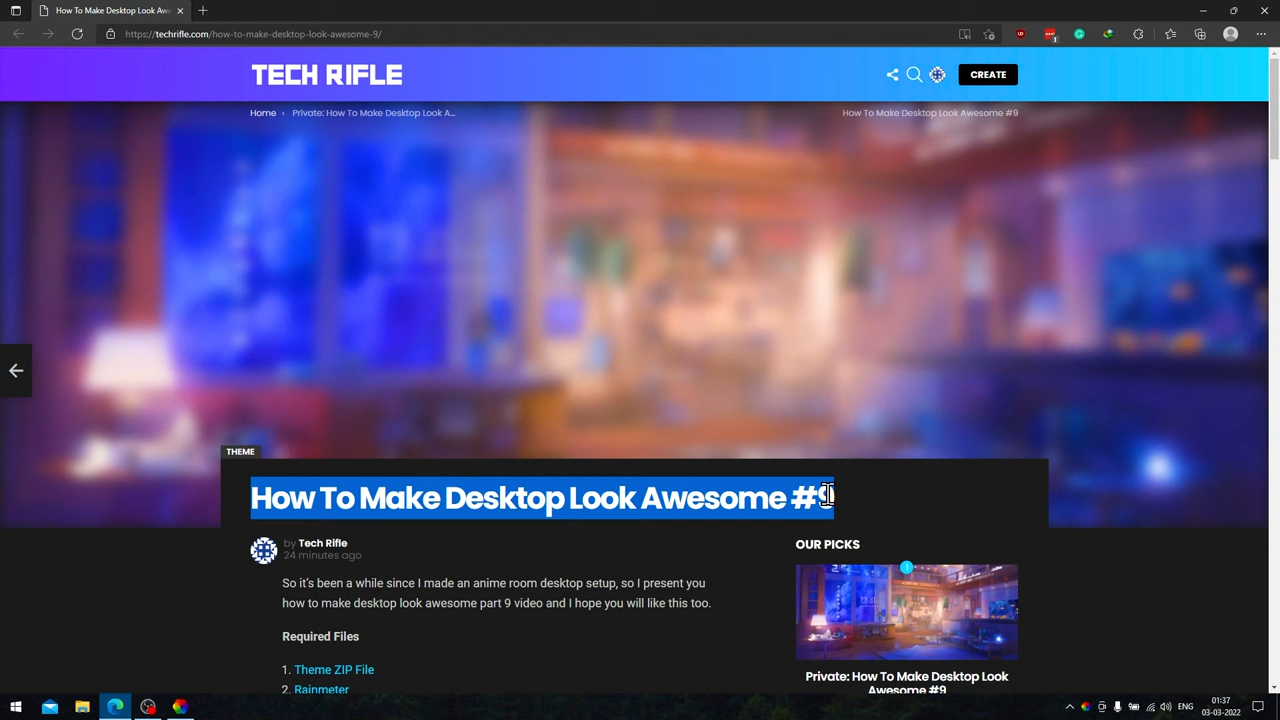 How To Make Desktop Look Aw
https://techrifle.com/how-to-make-desktop-look-awesome-9/
1
TECH RIFLE
CREATE
Home › Private: How To Make Desktop Look A...
How To Make Desktop Look Awesome #9
THEME
How To Make Desktop Look Awesome #9
by Tech Rifle
24 minutes ago
So it's been a while since I made an anime room desktop setup, so I present you
how to make desktop look awesome part 9 video and I hope you will like this too.
Required Files
1. Theme ZIP File
2. Rainmeter
OUR PICKS
Private: How To Make Desktop Look
Awesome #9
ENG
01:37
03-03-2022